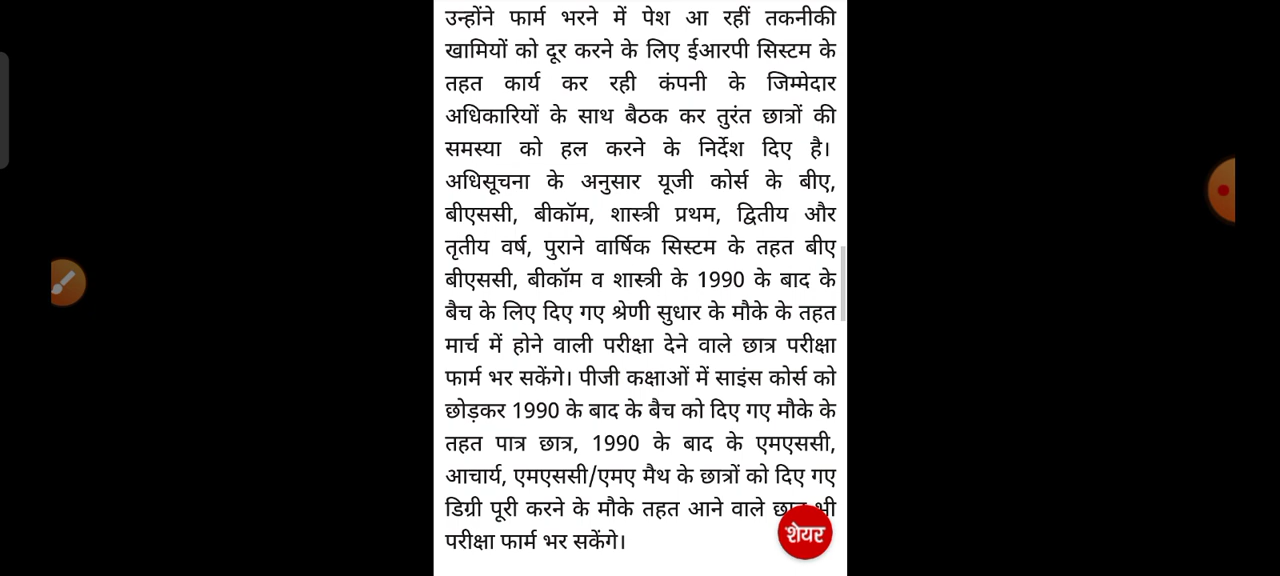 उन्होंने फार्म भरने में पेश आ रहीं तकनीकी
खामियों को दूर करने के लिए ईआरपी सिस्टम के
तहत कार्य कर रही कंपनी के जिम्मेदार
अधिकारियों के साथ बैठक कर तुरंत छात्रों की
समस्या को हल करने के निर्देश दिए है।
अधिसूचना के अनुसार यूजी कोर्स के बीए,
बीएससी, बीकॉम, शास्त्री प्रथम, द्वितीय और
तृतीय वर्ष, पुराने वार्षिक सिस्टम के तहत बीए
बीएससी, बीकॉम व शास्त्री के 1990 के बाद के
बैच के लिए दिए गए श्रेणी सुधार के मौके के तहत
मार्च में होने वाली परीक्षा देने वाले छात्र परीक्षा
फार्म भर सकेंगे। पीजी कक्षाओं में साइंस कोर्स को
छोड़कर 1990 के बाद के बैच को दिए गए मौके के
तहत पात्र छात्र, 1990 के बाद के एमएससी,
आचार्य, एमएससी/एमए मैथ के छात्रों को दिए गए
डिग्री पूरी करने के मौके तहत आने वाले भी
परीक्षा फार्म भर सकेंगे।
शेयर